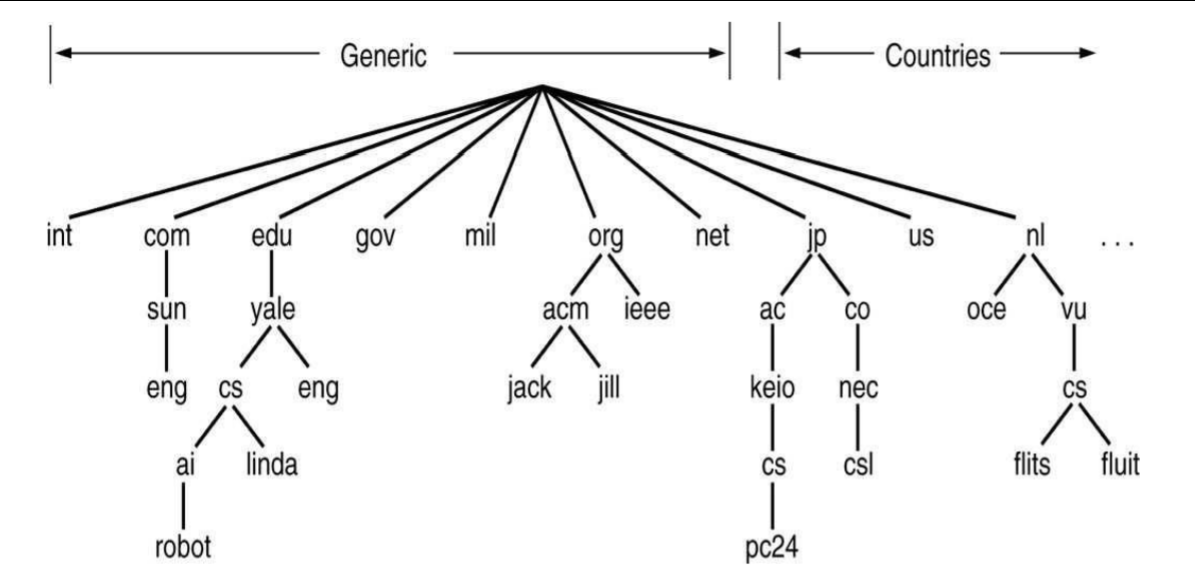 Generic Countries
int com edu gov mil org net jp us nl ...
sun yale acm ieee ac co oce vu
eng cs eng jack jill keio nec cs
ai linda cs csl flits fluit
robot pc24